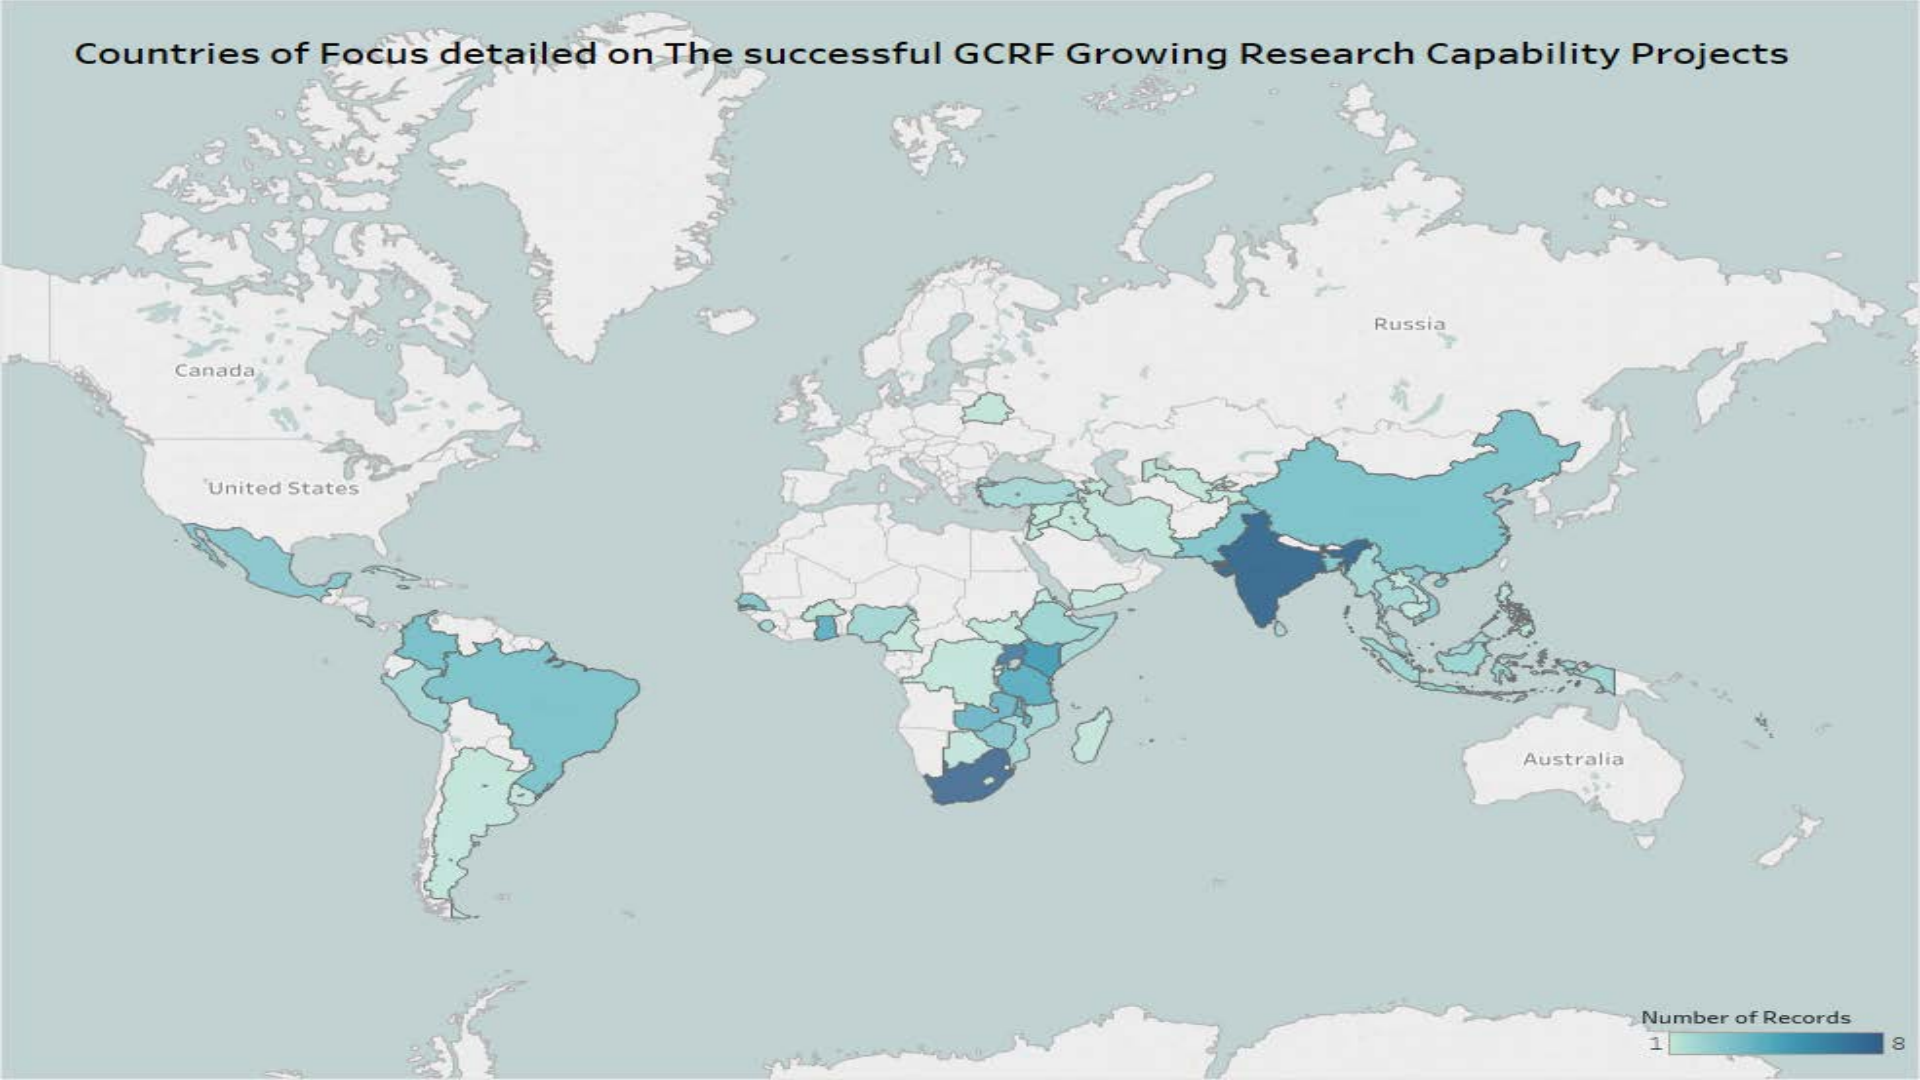 Countries of Focus detailed on The successful GCRF Growing Research Capability Projects
Russia
Canada
United States
Australia
Number of Records
1 8